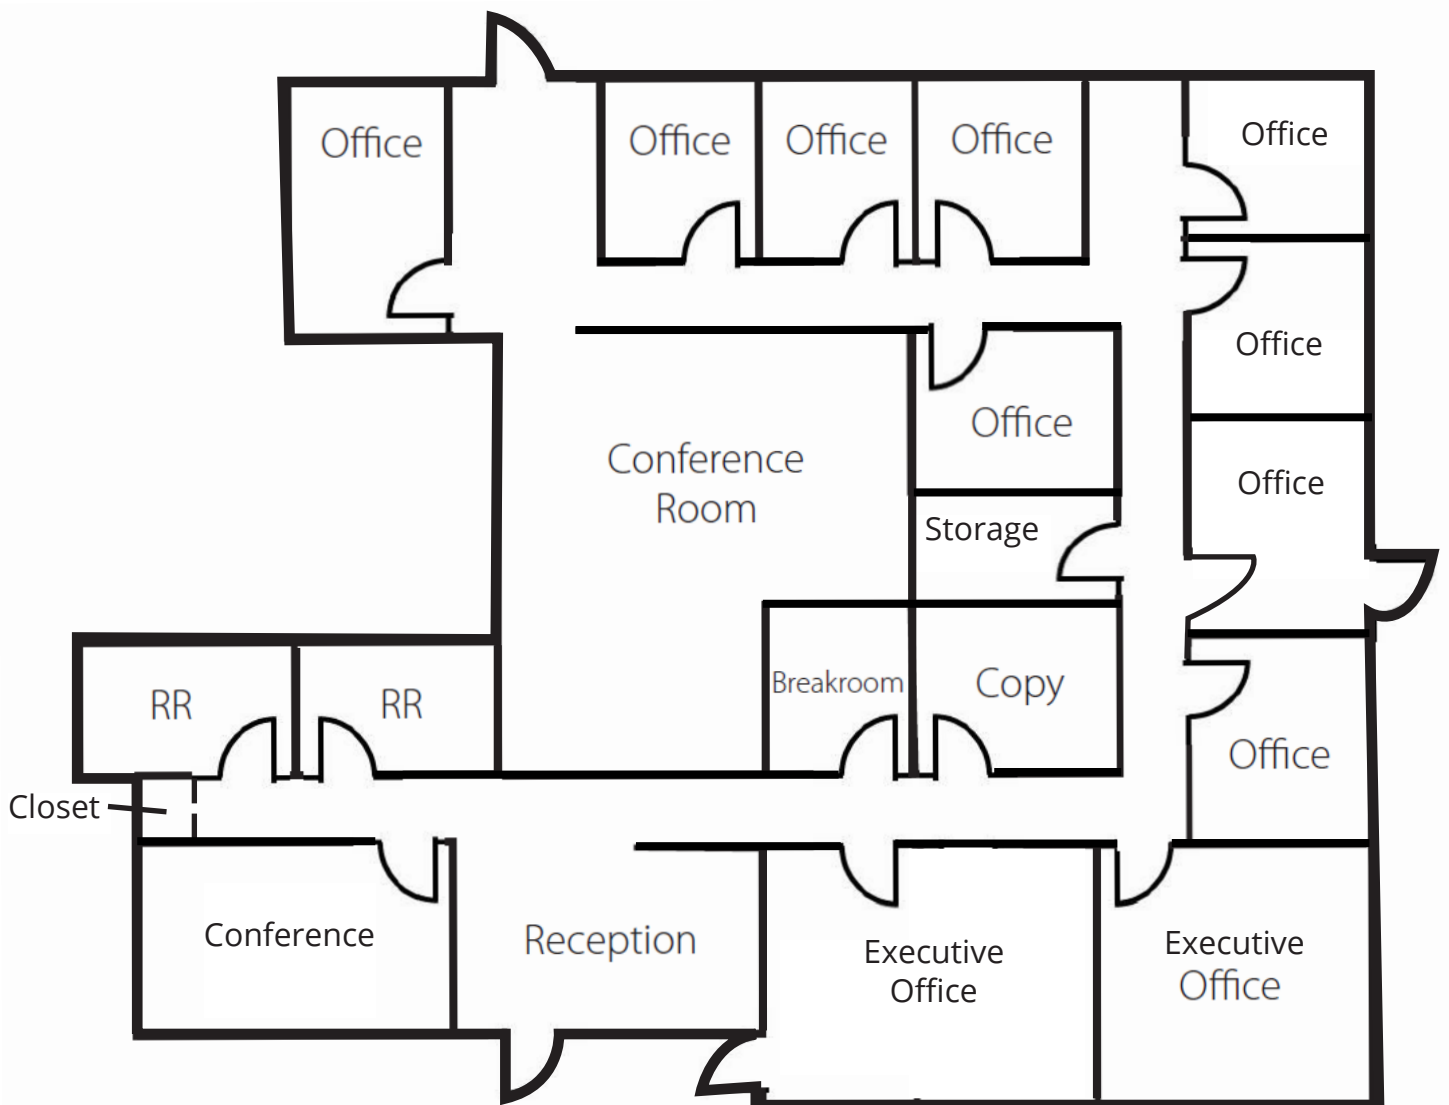 Office
Office
Office
Office
Office
Office
Office
Conference
Room
Office
Storage
Breakroom
Copy
RR
RR
Office
Closet
Conference
Reception
Executive
Office
Executive
Office